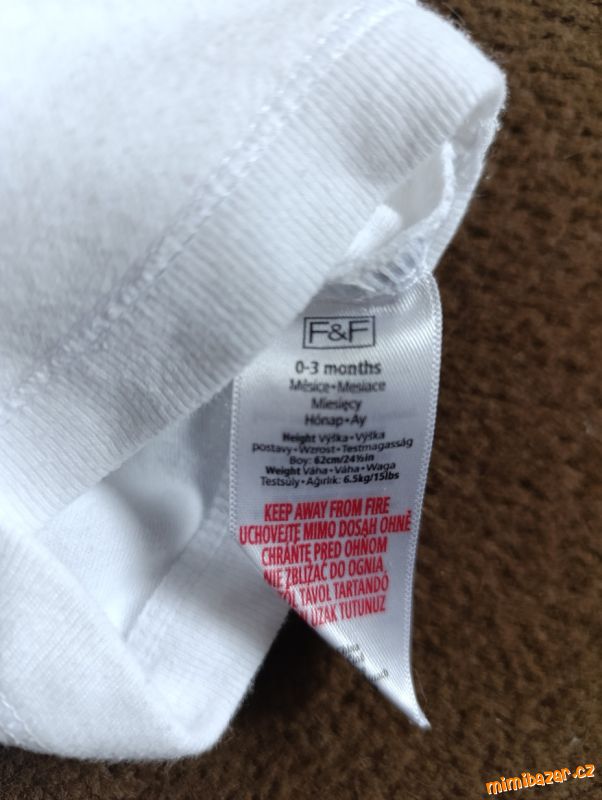 F&F
0-3 months
Měsíce•Mesiace
Miesięcy
Hónap•Ay
Height Výška•Výška
postavy•Wzrost•Testmagasság
Boy: 62cm/24½in
Weight Váha•Váha•Waga
Testsúly•Ağırlık: 6.5kg/15lbs
KEEP AWAY FROM FIRE
UCHOVEJTE MIMO DOSAH OHNĚ
CHRÁŇTE PRED OHŇOM
NIE ZBLIŻAĆ DO OGNIA
TÁVOL TARTANDÓ
UZAK TUTUNUZ
mimibazar.cz